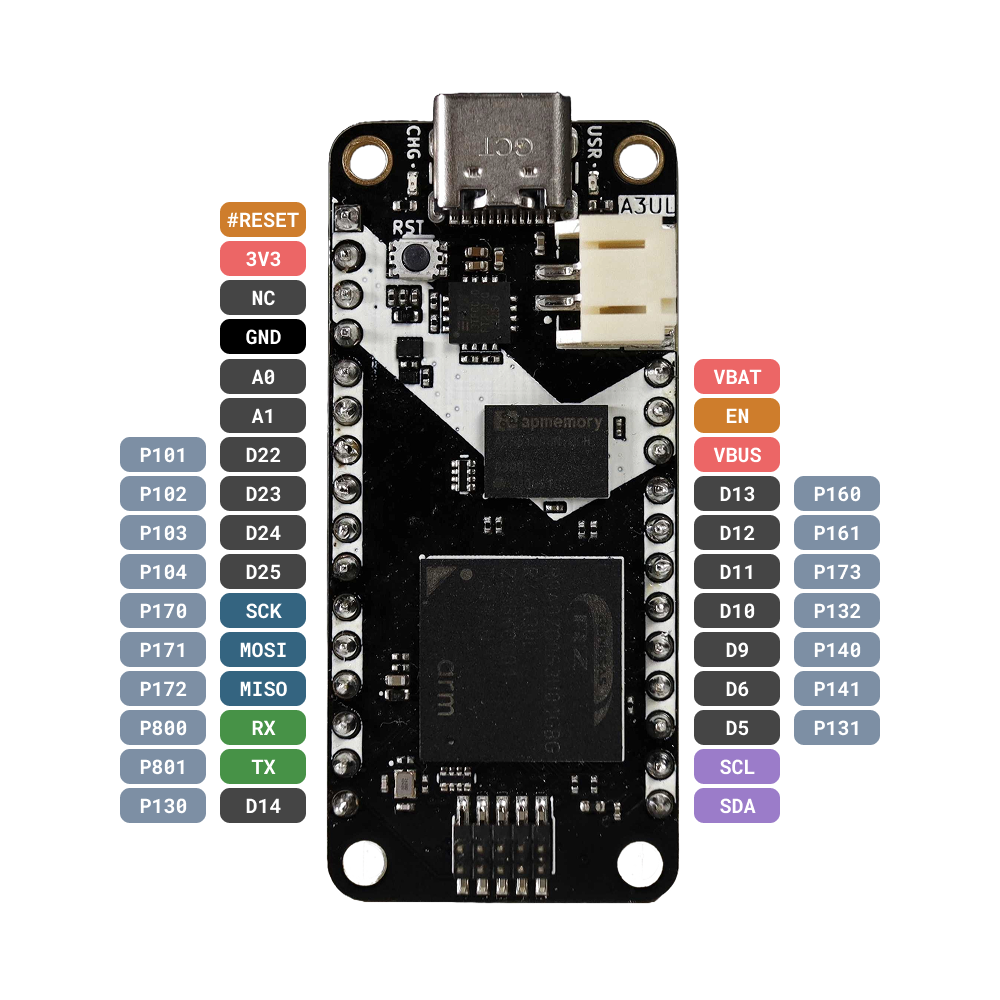 CHG
USR
GCT
A3UL
RST
#RESET
3V3
NC
GND
A0
VBAT
A1
EN
P101 D22
VBUS
P102 D23
D13 P160
P103 D24
D12 P161
P104 D25
D11 P173
P170 SCK
D10 P132
P171 MOSI
D9 P140
P172 MISO
D6 P141
P800 RX
D5 P131
P801 TX
SCL
P130 D14
SDA
apmemory
RZ
arm